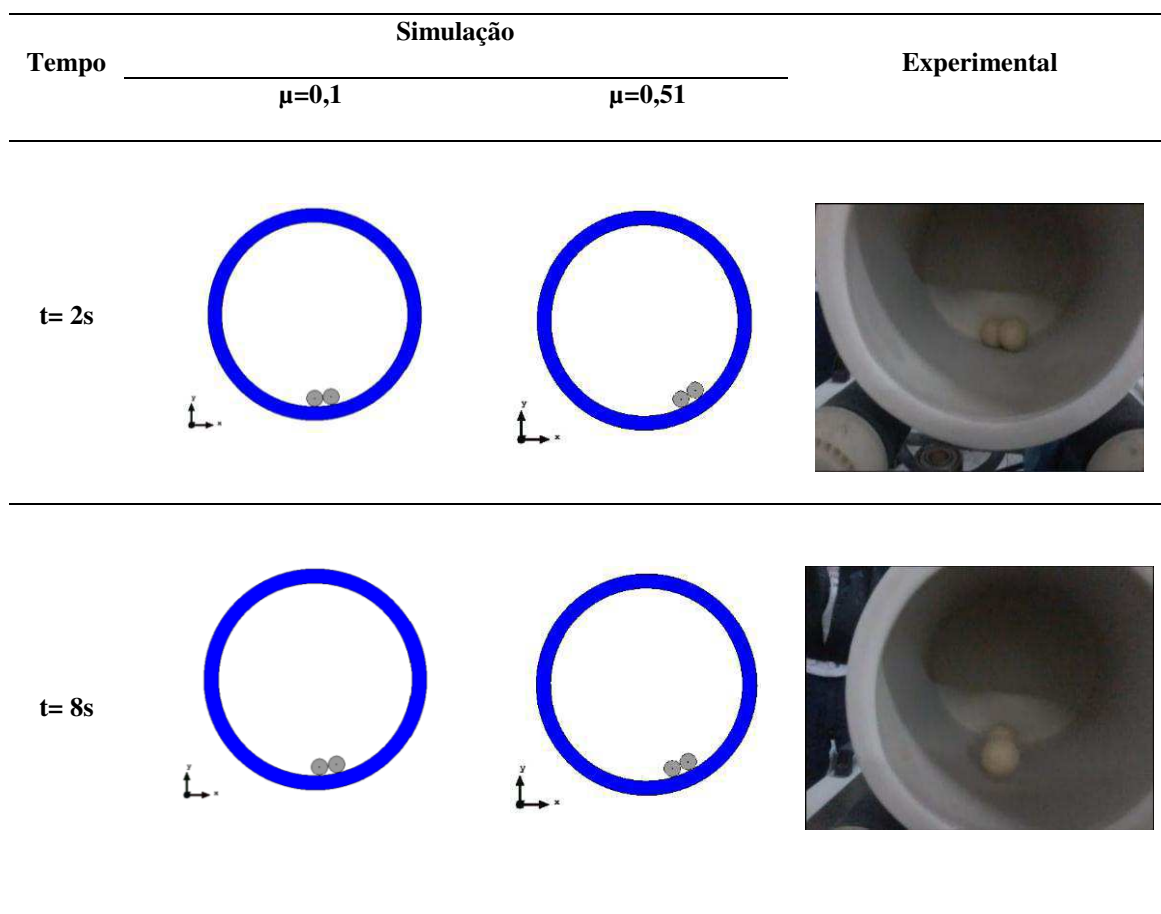 Simulação
Tempo
Experimental
μ=0,1
μ=0,51
t= 2s
y
x
y
x
t= 8s
y
x
y
x